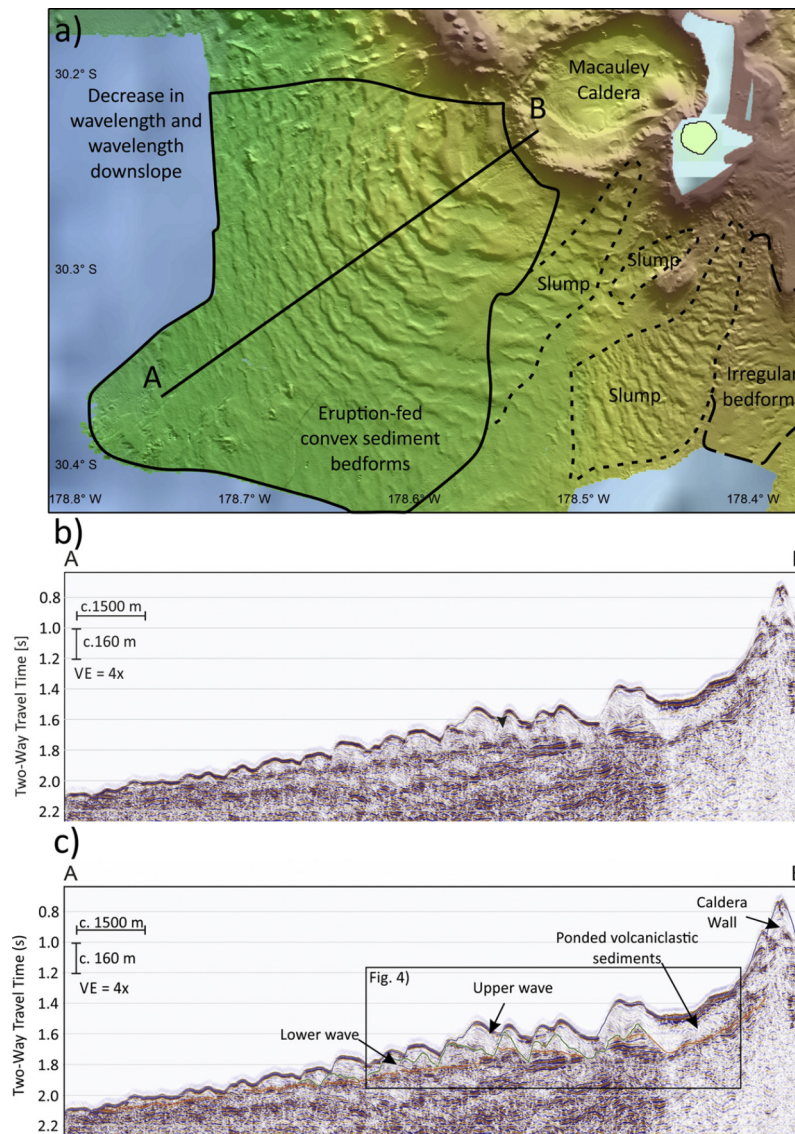 a)
30.2° S
Decrease in
wavelength and
wavelength
downslope
B
Macauley
Caldera
30.3° S
Slump
Slump
A
Slump
Irregular
bedform
Eruption-fed
convex sediment
bedforms
30.4° S
178.8° W
178.7° W
178.6° W
178.5° W
178.4° W
b)
A
c.1500 m
c.160 m
VE = 4x
Two-Way Travel Time [s]
0.8
1.0
1.2
1.4
1.6
1.8
2.0
2.2
c)
A
c. 1500 m
c. 160 m
VE = 4x
Two-Way Travel Time (s)
0.8
1.0
1.2
1.4
1.6
1.8
2.0
2.2
Caldera
Wall
Ponded volcaniclastic
sediments
Fig. 4)
Upper wave
Lower wave